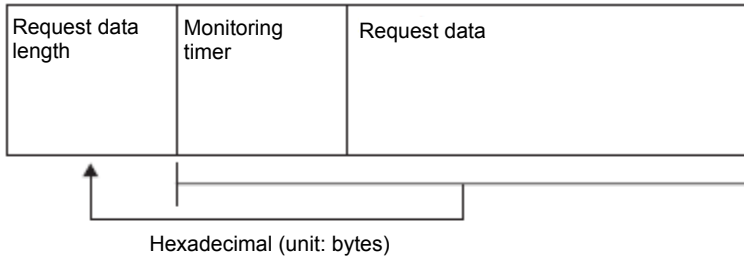 Request data
length
Monitoring
timer
Request data
Hexadecimal (unit: bytes)